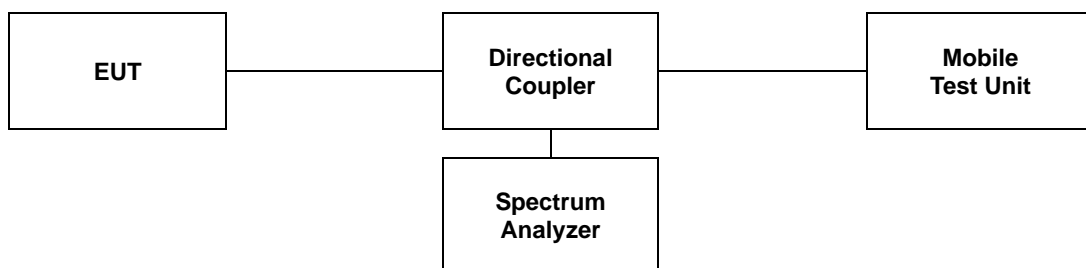 EUT
Directional
Coupler
Mobile
Test Unit
Spectrum
Analyzer